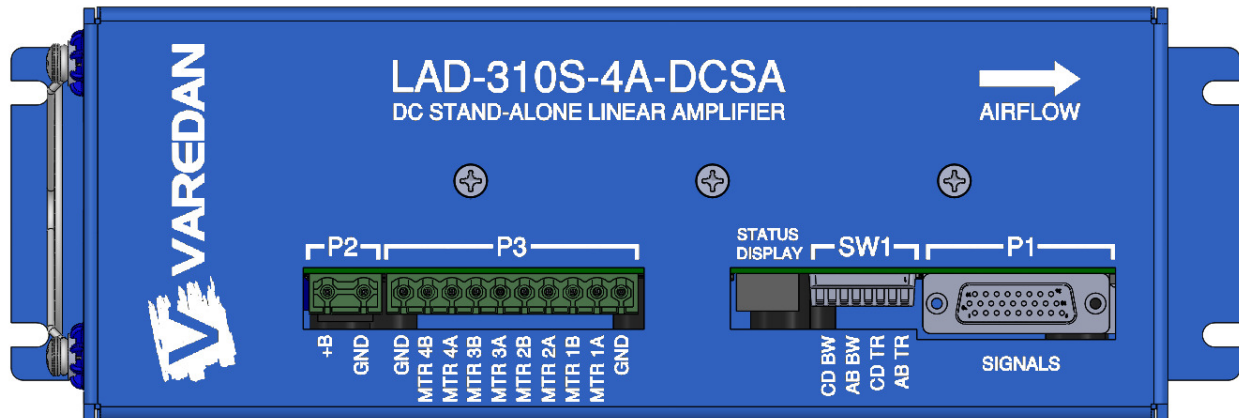 VAREDAN
LAD-310S-4A-DCSA
DC STAND-ALONE LINEAR AMPLIFIER
AIRFLOW
P2
P3
STATUS
DISPLAY
SW1
P1
+B
GND
GND
MTR 4B
MTR 4A
MTR 3B
MTR 3A
MTR 2B
MTR 2A
MTR 1B
MTR 1A
GND
CD BW
AB BW
CD TR
AB TR
SIGNALS